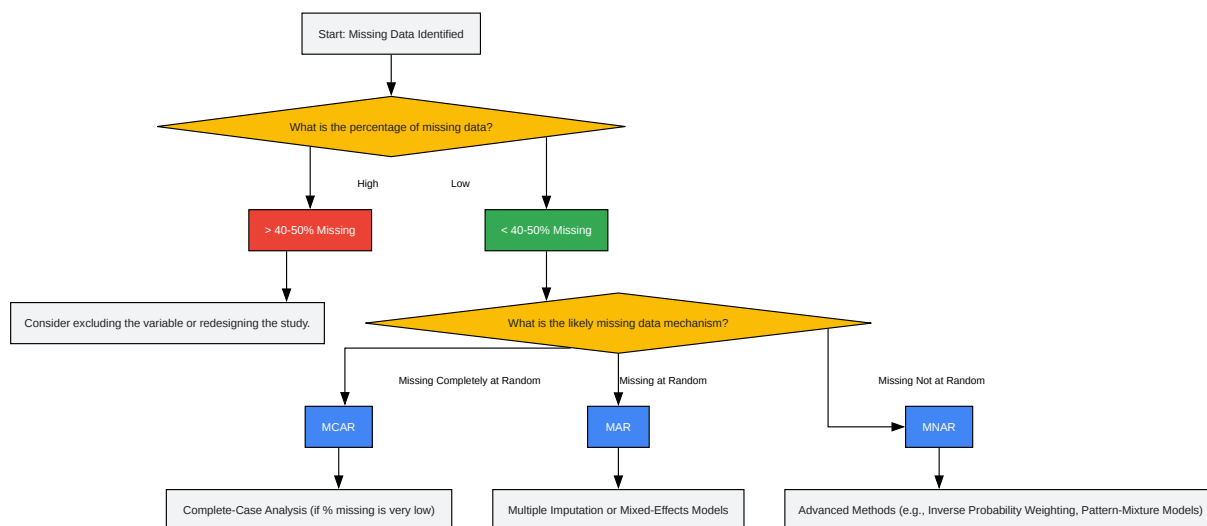 Start: Missing Data Identified
What is the percentage of missing data?
High
Low
> 40-50% Missing
< 40-50% Missing
Consider excluding the variable or redesigning the study.
What is the likely missing data mechanism?
Missing Completely at Random
Missing at Random
Missing Not at Random
MCAR
MAR
MNAR
Complete-Case Analysis (if % missing is very low)
Multiple Imputation or Mixed-Effects Models
Advanced Methods (e.g., Inverse Probability Weighting, Pattern-Mixture Models)